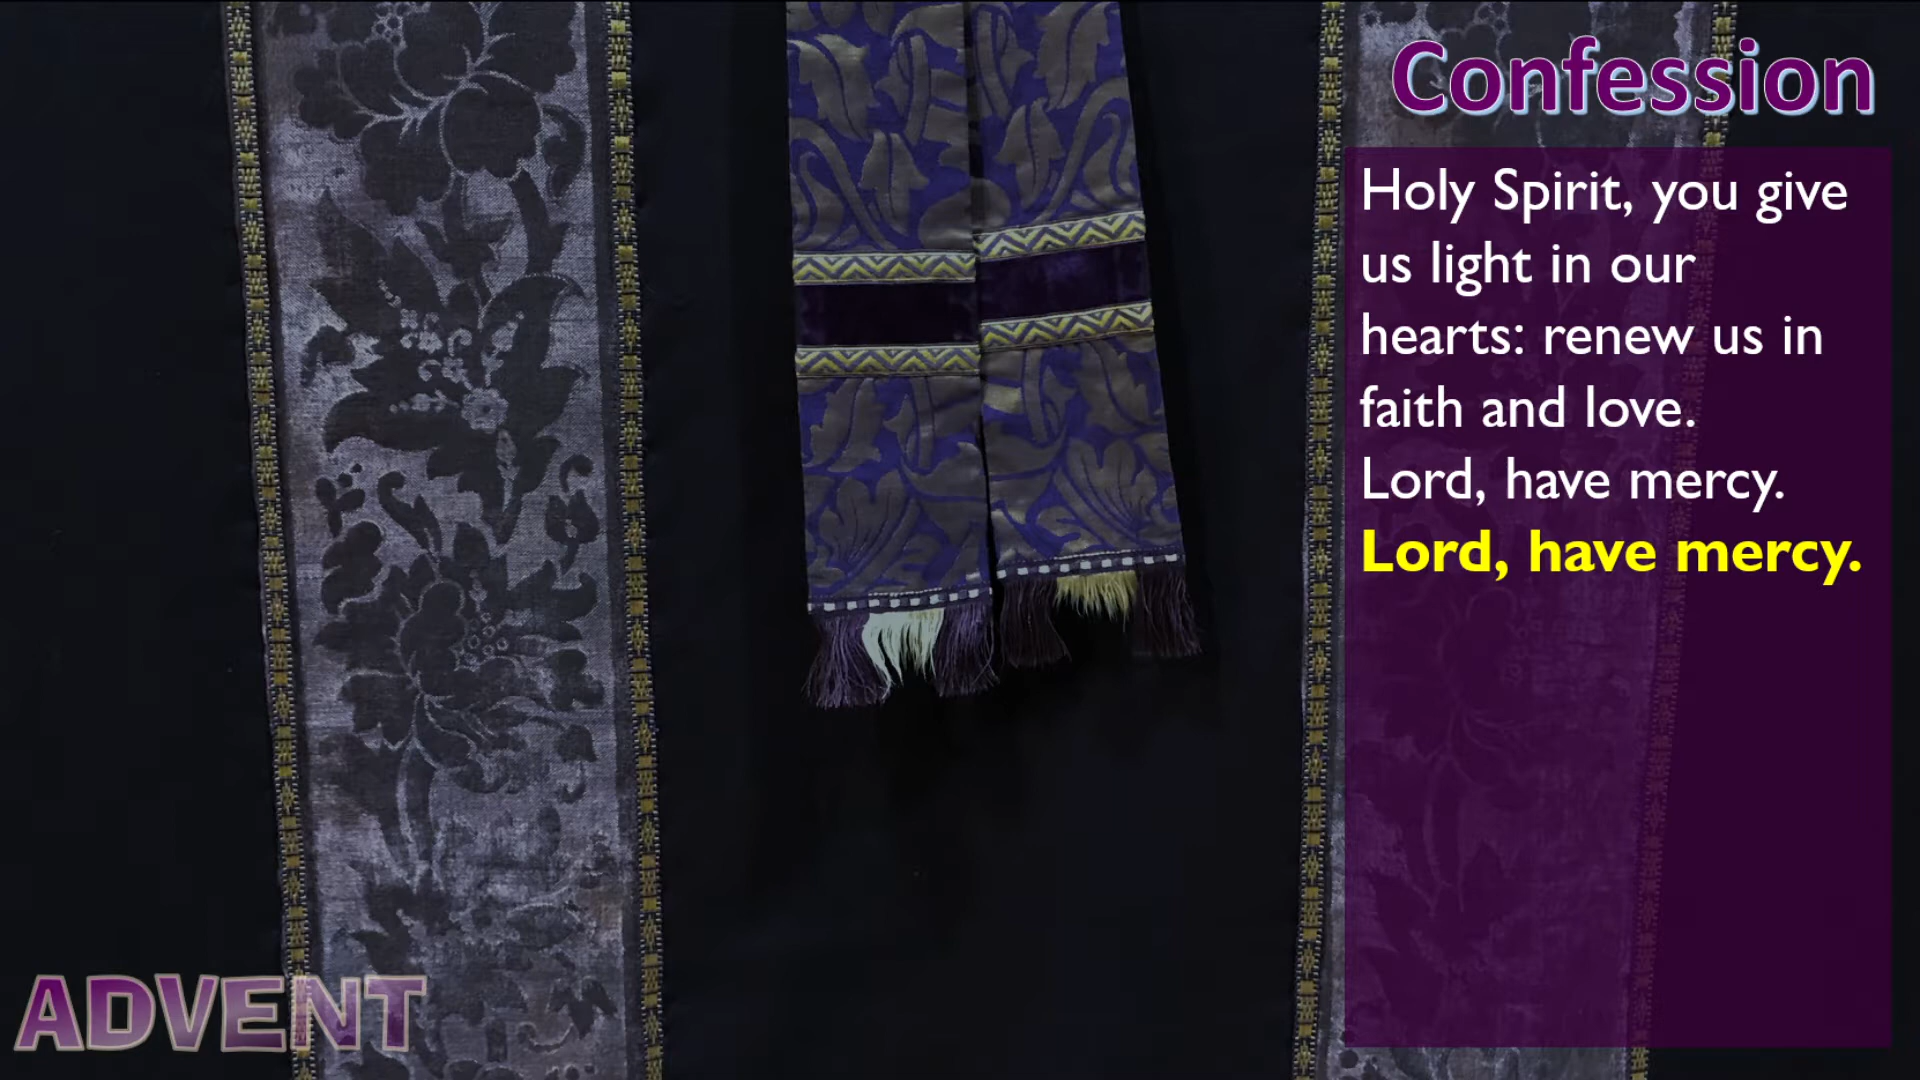 Confession
Holy Spirit, you give
us light in our
hearts: renew us in
faith and love.
Lord, have mercy.
Lord, have mercy.
ADVENT